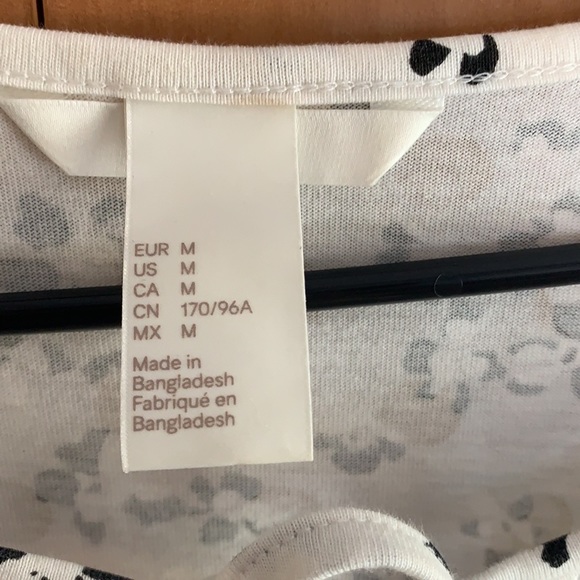 EUR M
US M
CA M
CN 170/96A
MX M
Made in
Bangladesh
Fabriqué en
Bangladesh